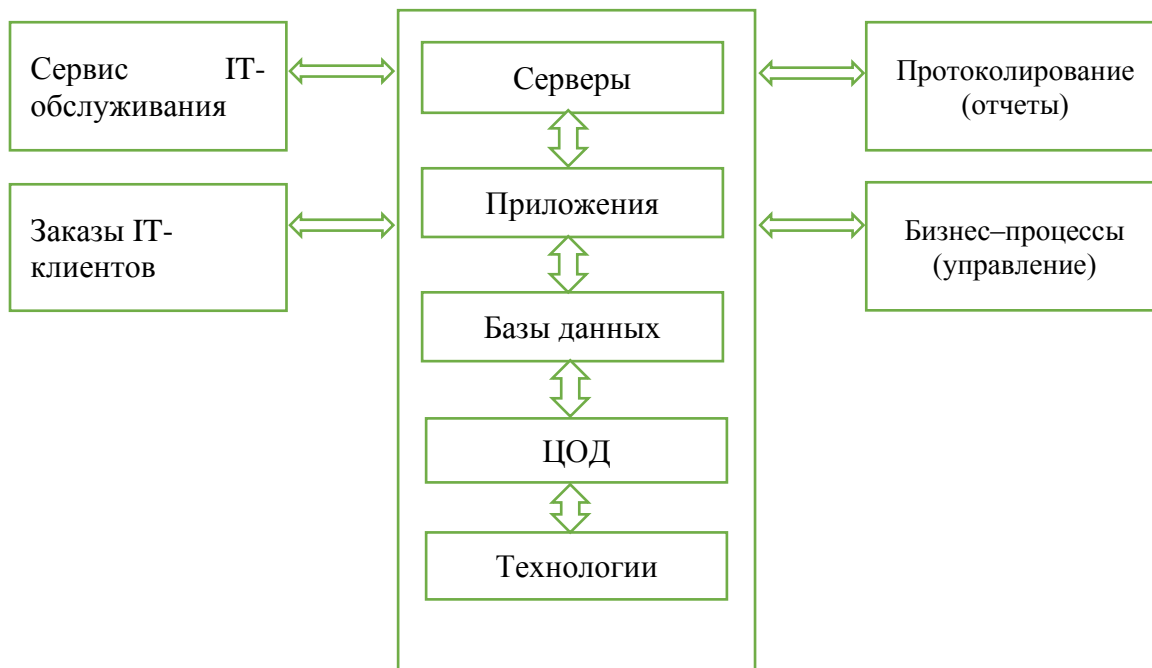 Сервис IT-
обслуживания
Заказы IT-
клиентов
Серверы
Приложения
Базы данных
ЦОД
Технологии
Протоколирование
(отчеты)
Бизнес–процессы
(управление)